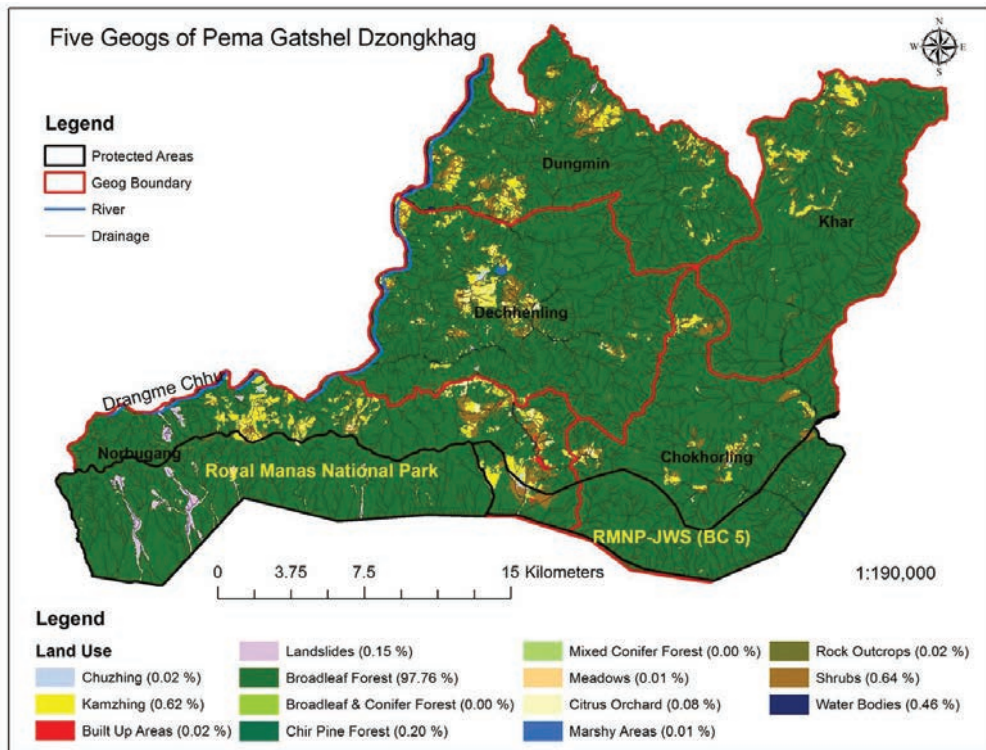 Five Geogs of Pema Gatshel Dzongkhag
N
W E
S
Legend
Protected Areas
Geog Boundary
River
Drainage
Dungmin
Khar
Dechhenling
Drangme Chhu
Norbugang
Royal Manas National Park
Chokhorling
RMNP-JWS (BC 5)
0 3.75 7.5 15 Kilometers
1:190,000
Legend
Land Use
Chuzhing (0.02 %)
Kamzhing (0.62 %)
Built Up Areas (0.02 %)
Landslides (0.15 %)
Broadleaf Forest (97.76 %)
Broadleaf & Conifer Forest (0.00 %)
Chir Pine Forest (0.20 %)
Mixed Conifer Forest (0.00 %)
Meadows (0.01 %)
Citrus Orchard (0.08 %)
Marshy Areas (0.01 %)
Rock Outcrops (0.02 %)
Shrubs (0.64 %)
Water Bodies (0.46 %)